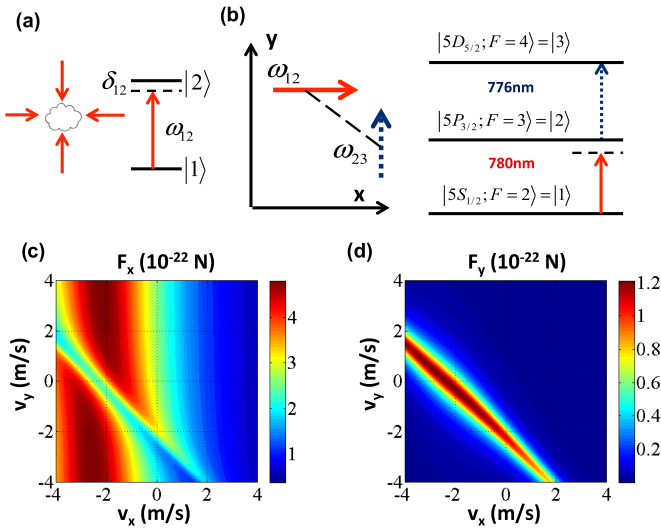 (a)
δ₁₂
|2⟩
ω₁₂
|1⟩
(b)
y
ω₁₂
ω₂₃
x
|5D₅/₂; F = 4⟩ = |3⟩
776nm
|5P₃/₂; F = 3⟩ = |2⟩
780nm
|5S₁/₂; F = 2⟩ = |1⟩
(c)
Fₓ (10⁻²² N)
4
2
0
-2
-4
vᵧ (m/s)
-4 -2 0 2 4
vₓ (m/s)
4
3
2
1
(d)
Fᵧ (10⁻²² N)
4
2
0
-2
-4
vᵧ (m/s)
-4 -2 0 2 4
vₓ (m/s)
1.2
1
0.8
0.6
0.4
0.2